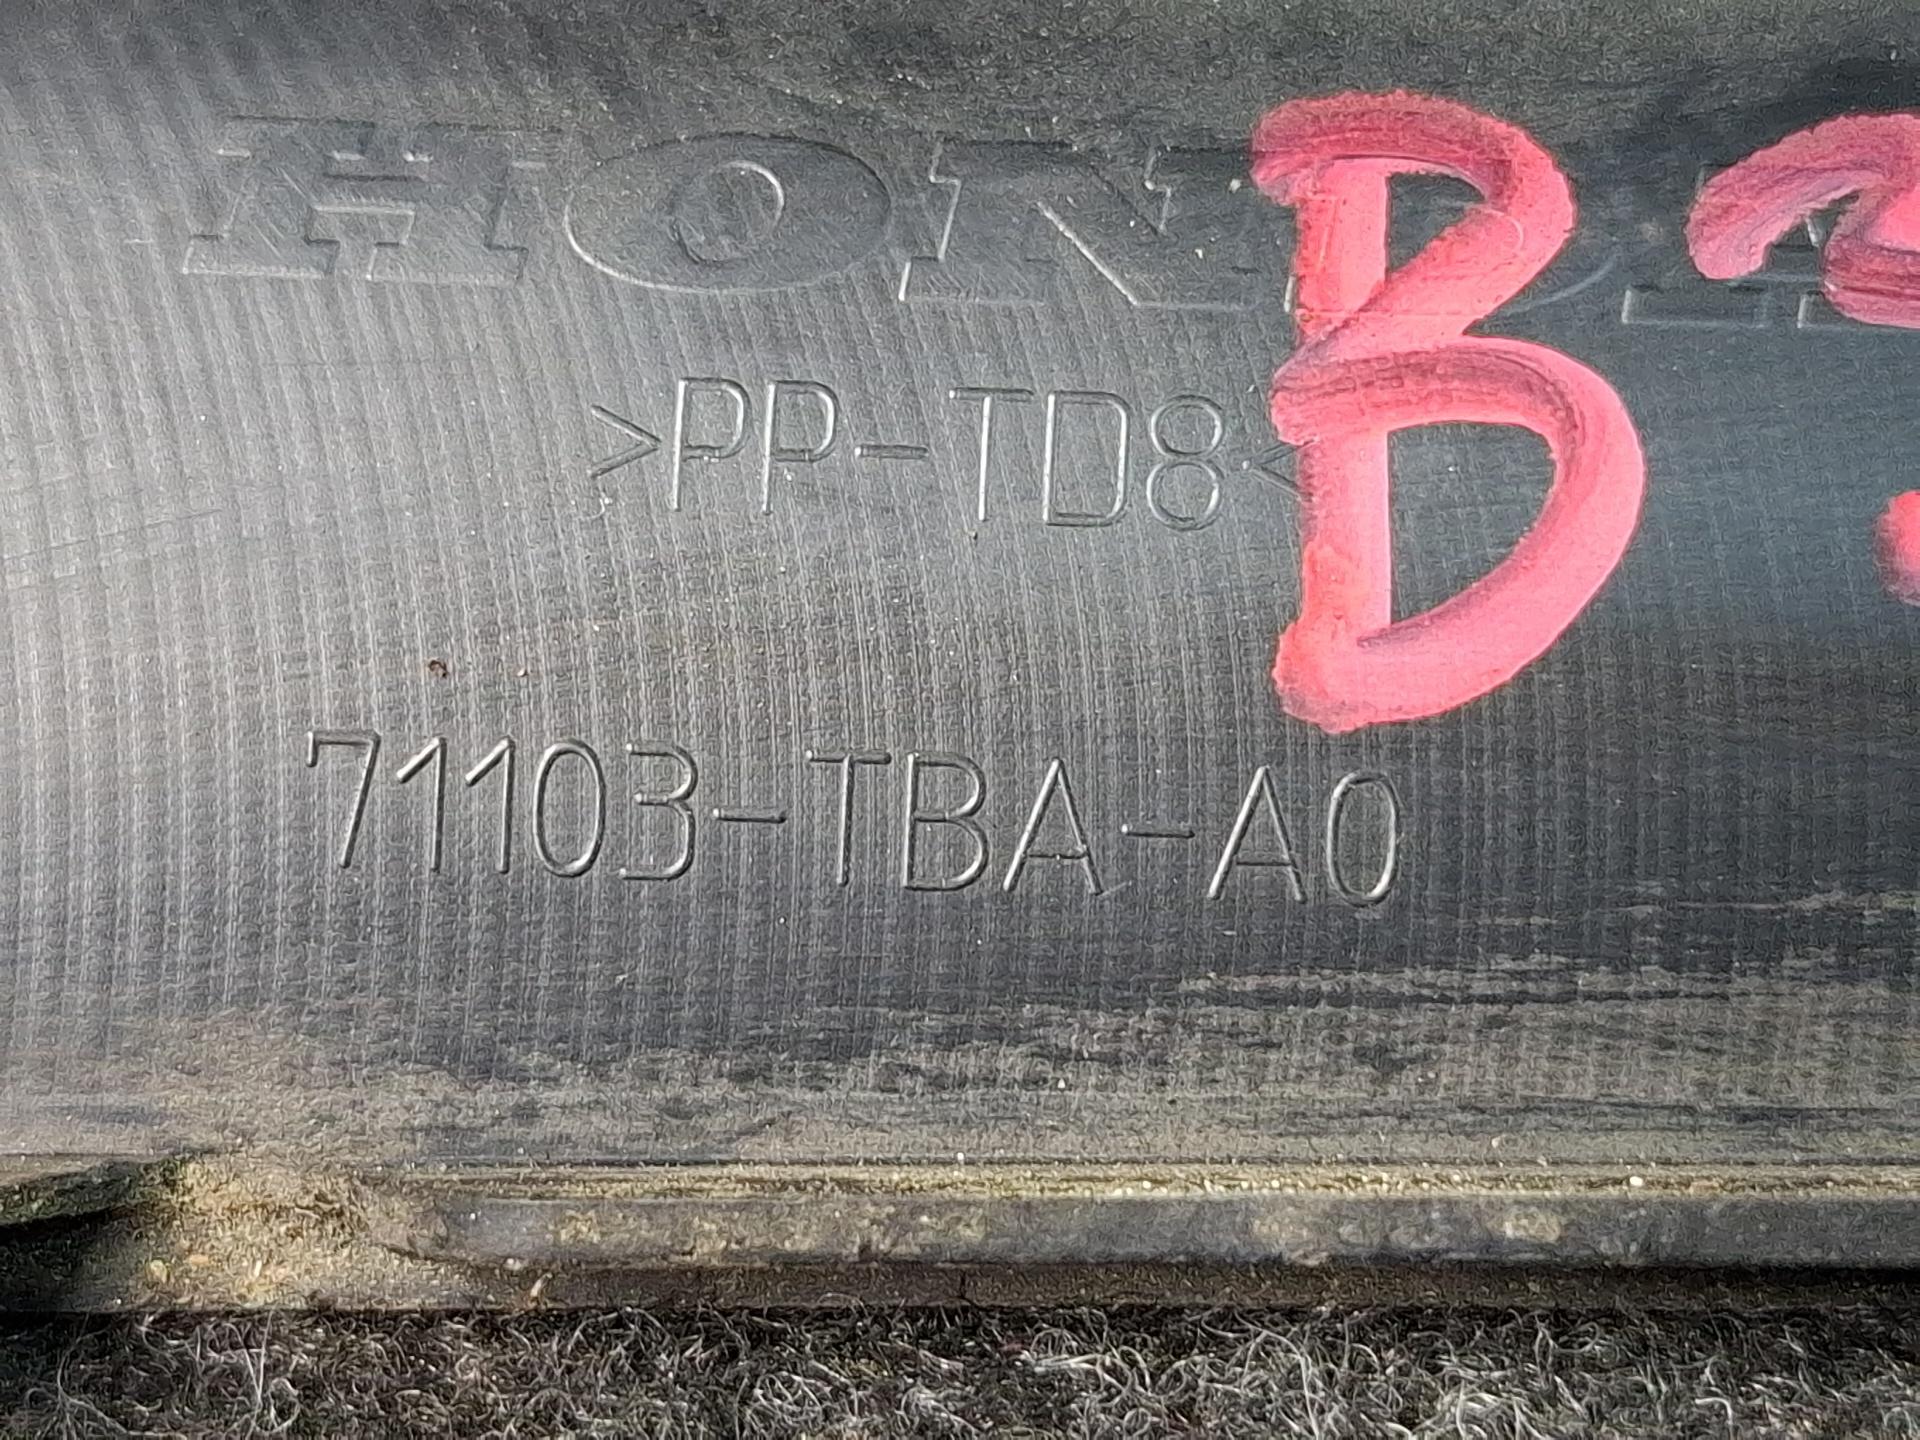 HONDA
B
>PP-TD8<
71103-TBA-A0